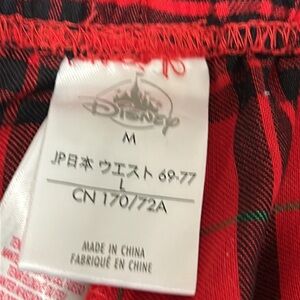 Disney
M
JP日本 ウエスト 69-77
L
CN 170/72A
MADE IN CHINA
FABRIQUÉ EN CHINE